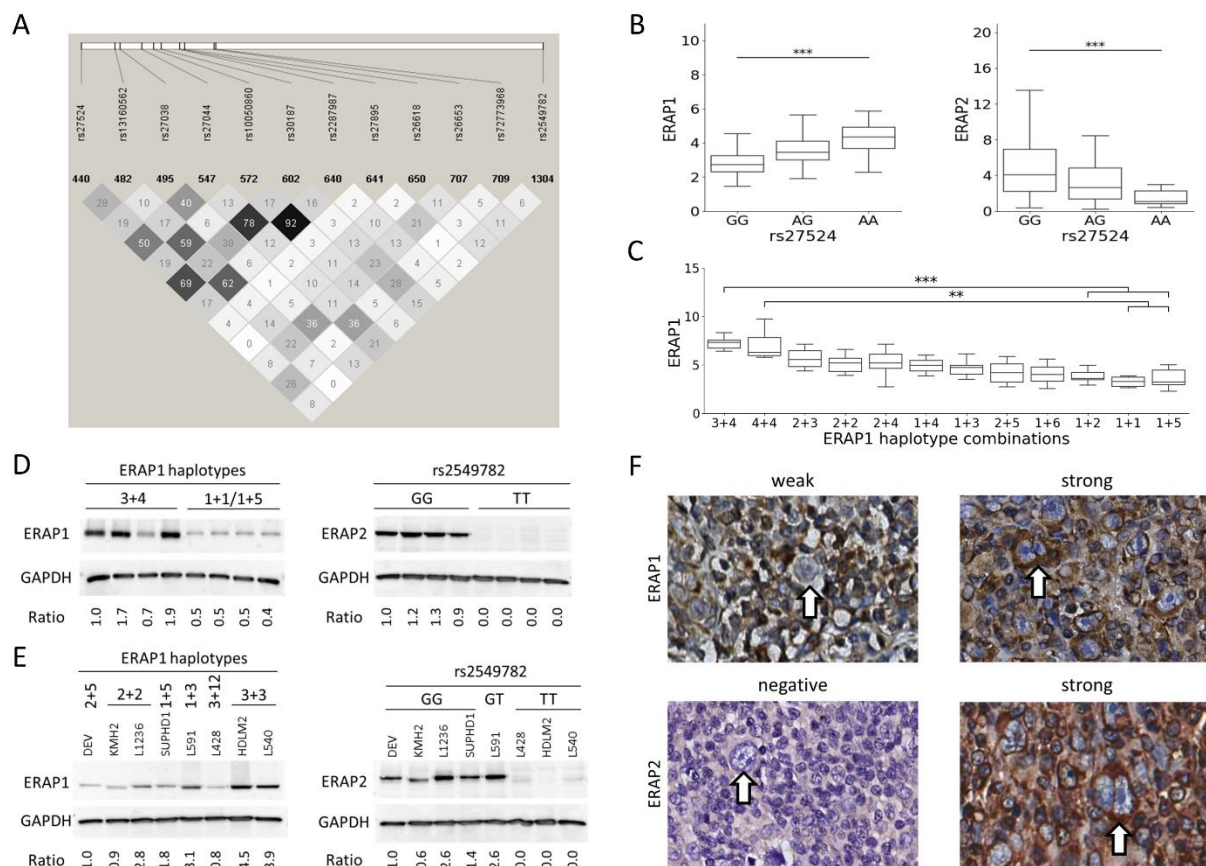 A
rs27524
rs13160562
rs27038
rs27044
rs10050860
rs30187
rs2287987
rs27895
rs26618
rs26653
rs72773968
rs2549782
440 482 495 547 572 602 640 641 650 707 709 1304
28 10 40 13 17 16 2 2 5 6
19 17 6 78 92 3 3 21 11
50 59 30 12 13 11 5 12
19 22 6 2 23 4 1
69 62 1 10 14 28 5
17 4 5 11 15
4 14 36 36 6
0 22 2 21
8 7 13
26 0
8
B
ERAP1
10
8
6
4
2
0
GG AG AA
rs27524
***
ERAP2
20
16
12
8
4
0
GG AG AA
rs27524
***
C
ERAP1
15
10
5
0
***
**
3+4 4+4 2+3 2+2 2+4 1+4 1+3 2+5 1+6 1+2 1+1 1+5
ERAP1 haplotype combinations
D
ERAP1 haplotypes
3+4 1+1/1+5
ERAP1
GAPDH
Ratio 1.0 1.7 0.7 1.9 0.5 0.5 0.5 0.4
rs2549782
GG TT
ERAP2
GAPDH
Ratio 1.0 1.2 1.3 0.9 0.0 0.0 0.0 0.0
E
ERAP1 haplotypes
2+5 2+2 1+5 1+3 3+12 3+3
DEV KMH2 L1236 SUPHD1 L591 L428 HDLM2 L540
ERAP1
GAPDH
Ratio
rs2549782
GG GT TT
DEV KMH2 L1236 SUPHD1 L591 L428 HDLM2 L540
ERAP2
GAPDH
Ratio
F
weak strong
ERAP1
negative strong
ERAP2